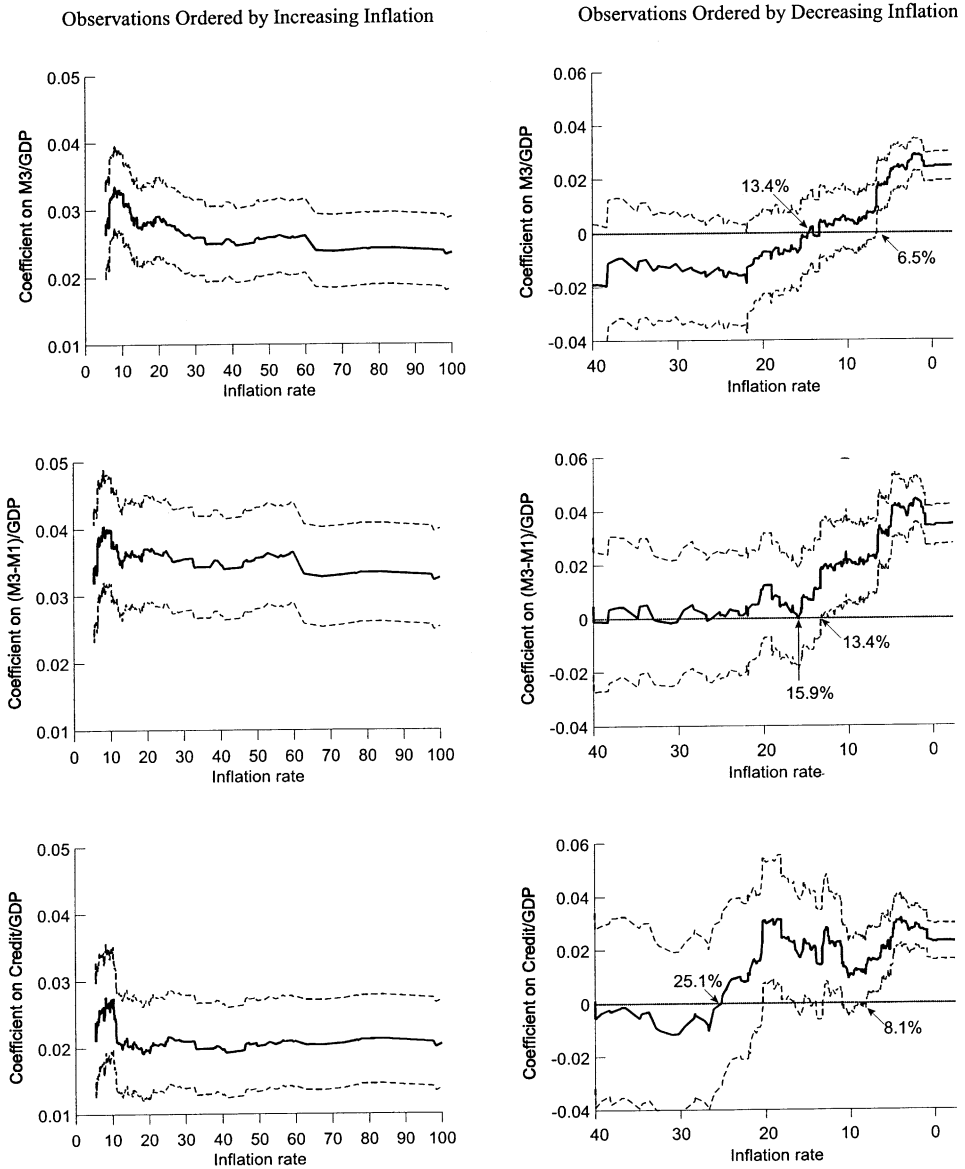 Observations Ordered by Increasing Inflation
Observations Ordered by Decreasing Inflation
Coefficient on M3/GDP
0.05
0.04
0.03
0.02
0.01
0 10 20 30 40 50 60 70 80 90 100
Inflation rate
Coefficient on M3/GDP
0.06
0.04
0.02
0
-0.02
-0.04
13.4%
6.5%
40 30 20 10 0
Inflation rate
Coefficient on (M3-M1)/GDP
0.05
0.04
0.03
0.02
0.01
0 10 20 30 40 50 60 70 80 90 100
Inflation rate
Coefficient on (M3-M1)/GDP
0.06
0.04
0.02
0
-0.02
-0.04
13.4%
15.9%
40 30 20 10 0
Inflation rate
Coefficient on Credit/GDP
0.05
0.04
0.03
0.02
0.01
0 10 20 30 40 50 60 70 80 90 100
Inflation rate
Coefficient on Credit/GDP
0.06
0.04
0.02
0
-0.02
-0.04
25.1%
8.1%
40 30 20 10 0
Inflation rate